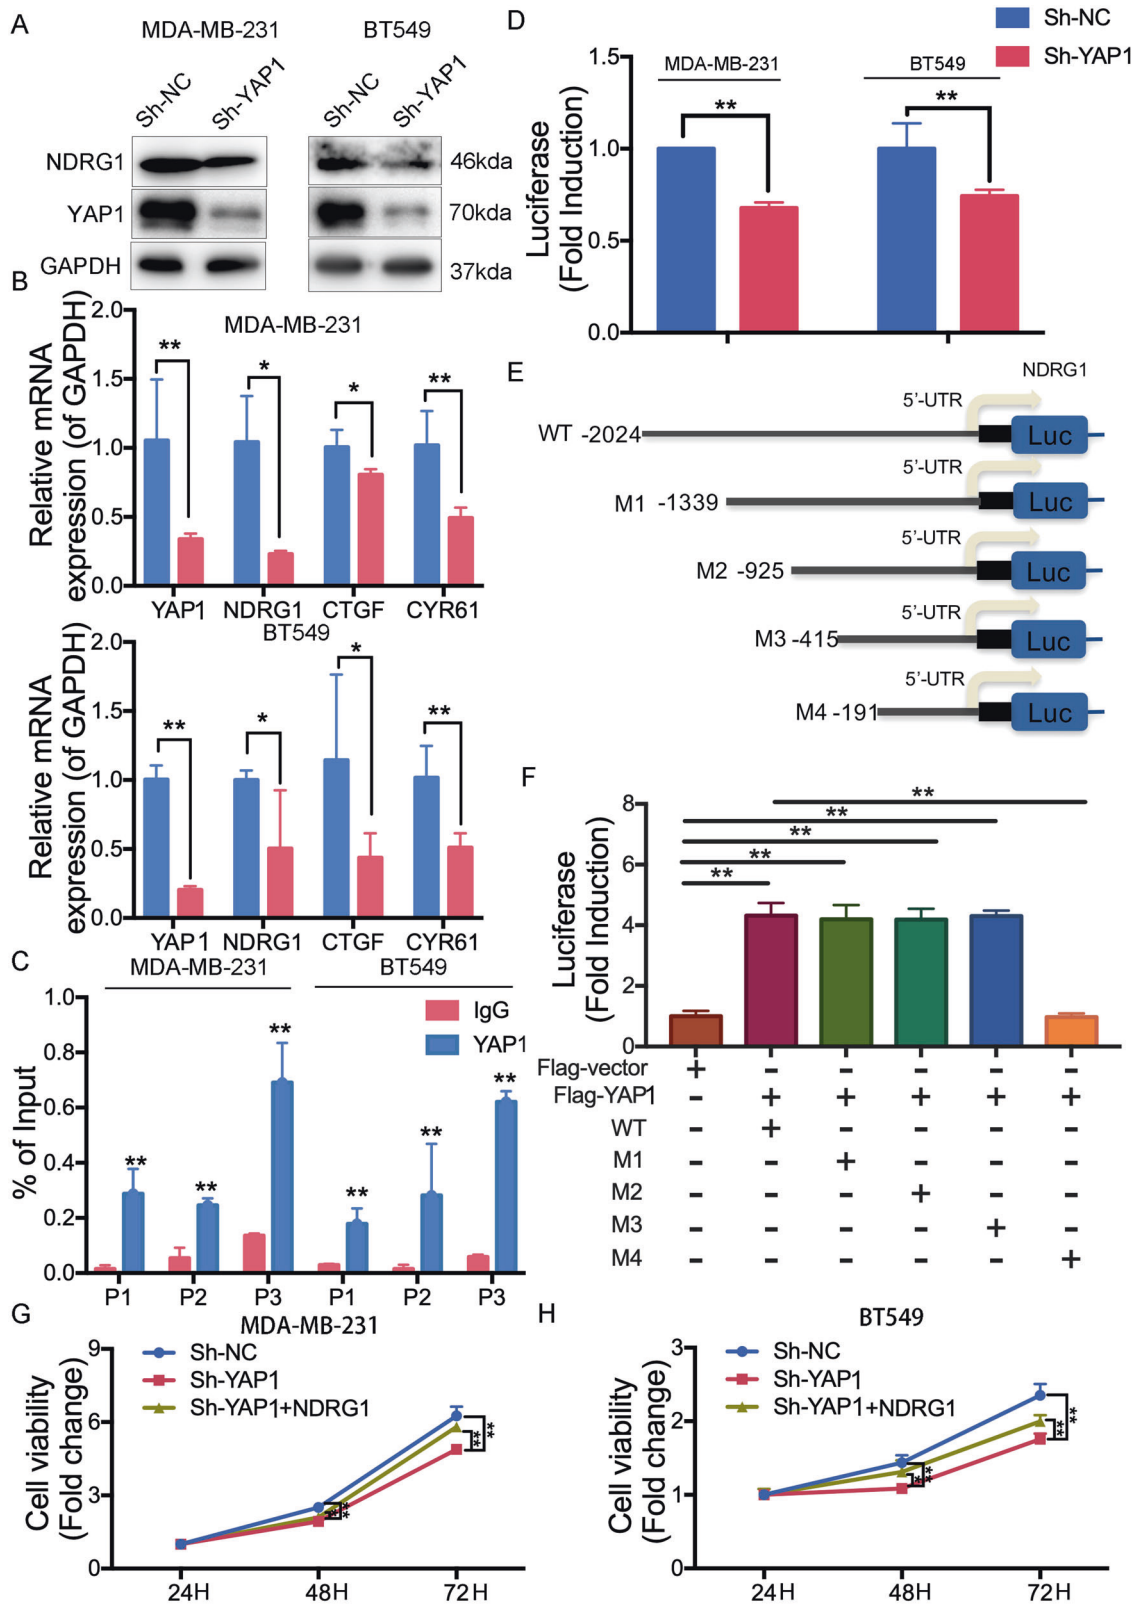 A
MDA-MB-231
BT549
Sh-NC
Sh-YAP1
Sh-NC
Sh-YAP1
NDRG1
46kda
YAP1
70kda
GAPDH
37kda
B
MDA-MB-231
Relative mRNA
expression (of GAPDH)
2.0
1.5
1.0
0.5
0.0
**
*
*
**
YAP1 NDRG1 CTGF CYR61
BT549
Relative mRNA
expression (of GAPDH)
2.0
1.5
1.0
0.5
0.0
**
*
*
**
YAP1 NDRG1 CTGF CYR61
C
MDA-MB-231
BT549
IgG
YAP1
% of Input
1.0
0.8
0.6
0.4
0.2
0.0
**
**
**
**
**
**
P1 P2 P3 P1 P2 P3
D
Sh-NC
Sh-YAP1
Luciferase
(Fold Induction)
1.5
1.0
0.5
0.0
MDA-MB-231
BT549
**
**
E
NDRG1
5'-UTR
WT -2024
Luc
5'-UTR
M1 -1339
Luc
5'-UTR
M2 -925
Luc
5'-UTR
M3 -415
Luc
5'-UTR
M4 -191
Luc
F
Luciferase
(Fold Induction)
8
6
4
2
0
**
**
**
**
**
Flag-vector + - - - - -
Flag-YAP1 - + + + + +
WT - + - - - -
M1 - - + - - -
M2 - - - + - -
M3 - - - - + -
M4 - - - - - +
G
MDA-MB-231
Sh-NC
Sh-YAP1
Sh-YAP1+NDRG1
Cell viability
(Fold change)
9
6
3
0
**
**
**
24H 48H 72H
H
BT549
Sh-NC
Sh-YAP1
Sh-YAP1+NDRG1
Cell viability
(Fold change)
3
2
1
0
*
**
**
**
24H 48H 72H